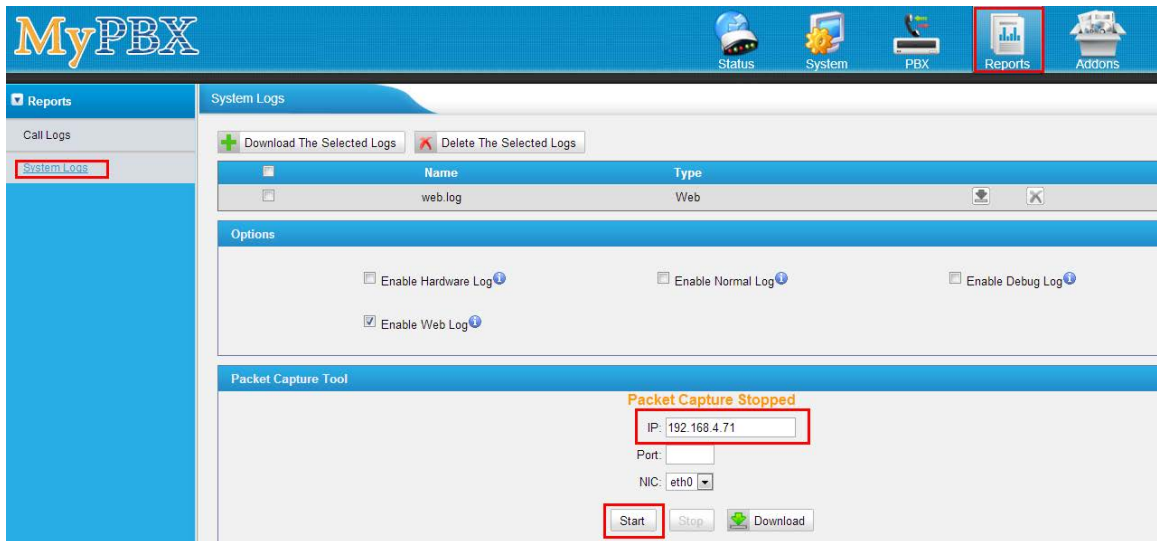 MyPBX
Status
System
PBX
Reports
Addons
Reports
Call Logs
System Logs
System Logs
Download The Selected Logs
Delete The Selected Logs
Name Type
web.log Web
Options
Enable Hardware Log Enable Normal Log Enable Debug Log
Enable Web Log
Packet Capture Tool
Packet Capture Stopped
IP: 192.168.4.71
Port:
NIC: eth0
Start Stop Download